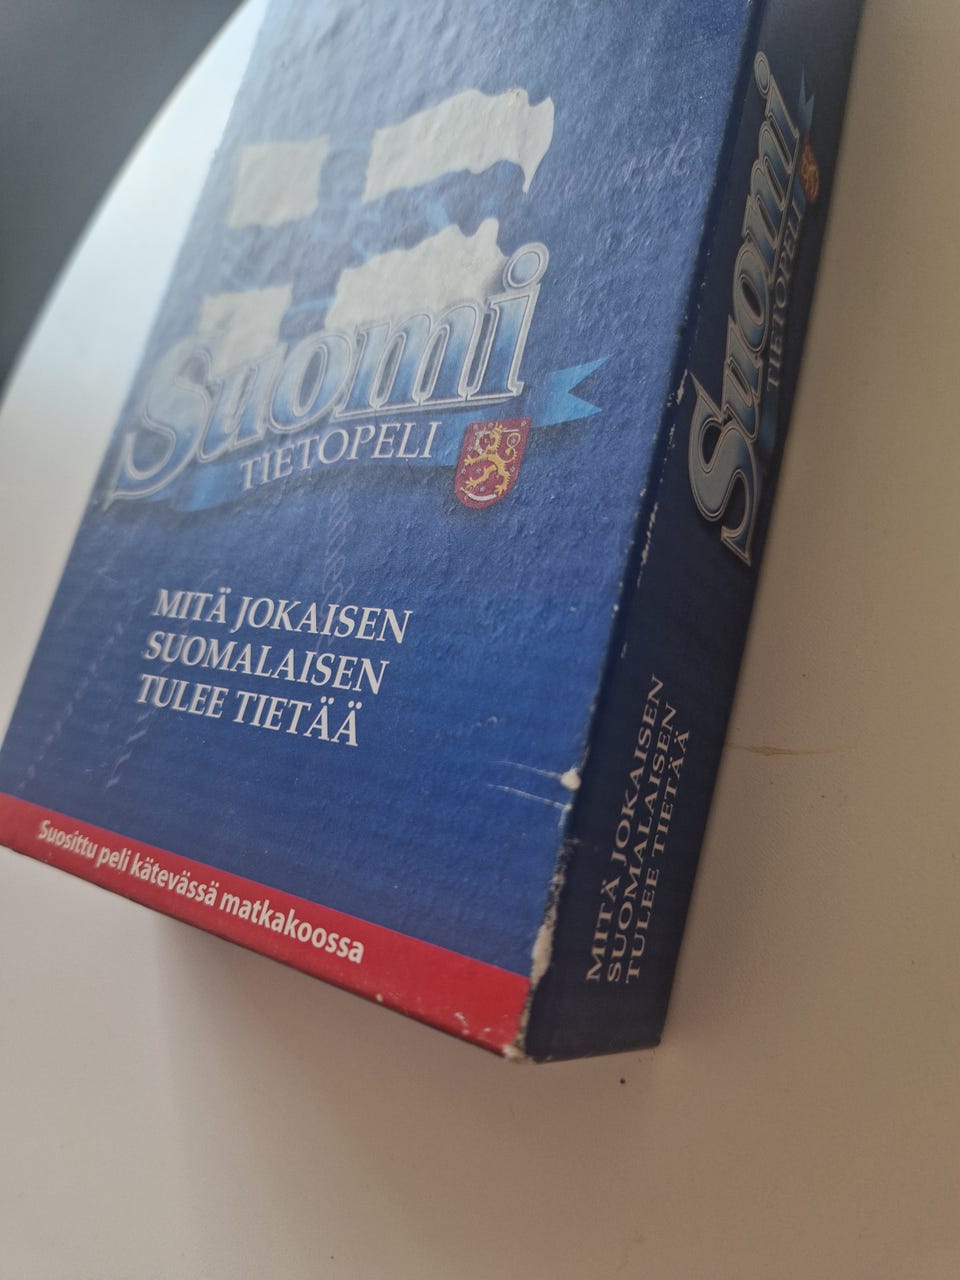 Suomi
TIETOPELI
MITÄ JOKAISEN
SUOMALAISEN
TULEE TIETÄÄ
Suosittu peli kätevässä matkakoossa
Suomi
TIETOPELI
MITÄ JOKAISEN
SUOMALAISEN
TULEE TIETÄÄ